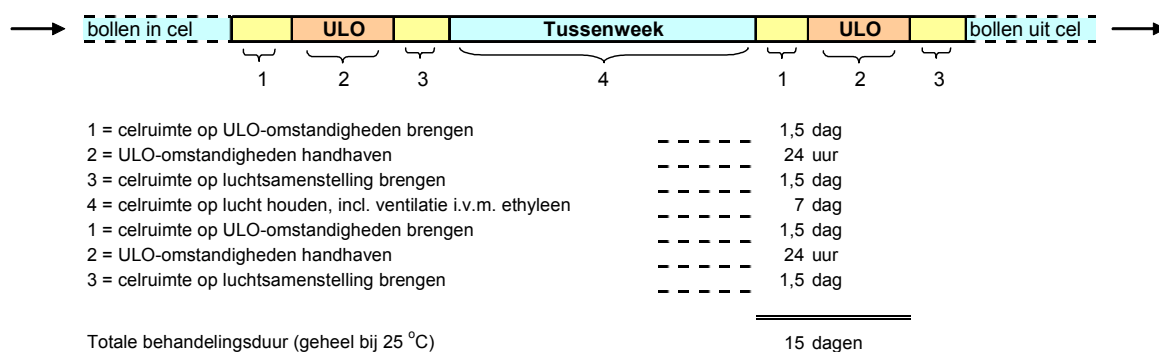 bollen in cel ULO Tussenweek ULO bollen uit cel
1 2 3 4 1 2 3
1 = celruimte op ULO-omstandigheden brengen 1,5 dag
2 = ULO-omstandigheden handhaven 24 uur
3 = celruimte op luchtsamenstelling brengen 1,5 dag
4 = celruimte op lucht houden, incl. ventilatie i.v.m. ethyleen 7 dag
1 = celruimte op ULO-omstandigheden brengen 1,5 dag
2 = ULO-omstandigheden handhaven 24 uur
3 = celruimte op luchtsamenstelling brengen 1,5 dag
Totale behandelingsduur (geheel bij 25 °C) 15 dagen